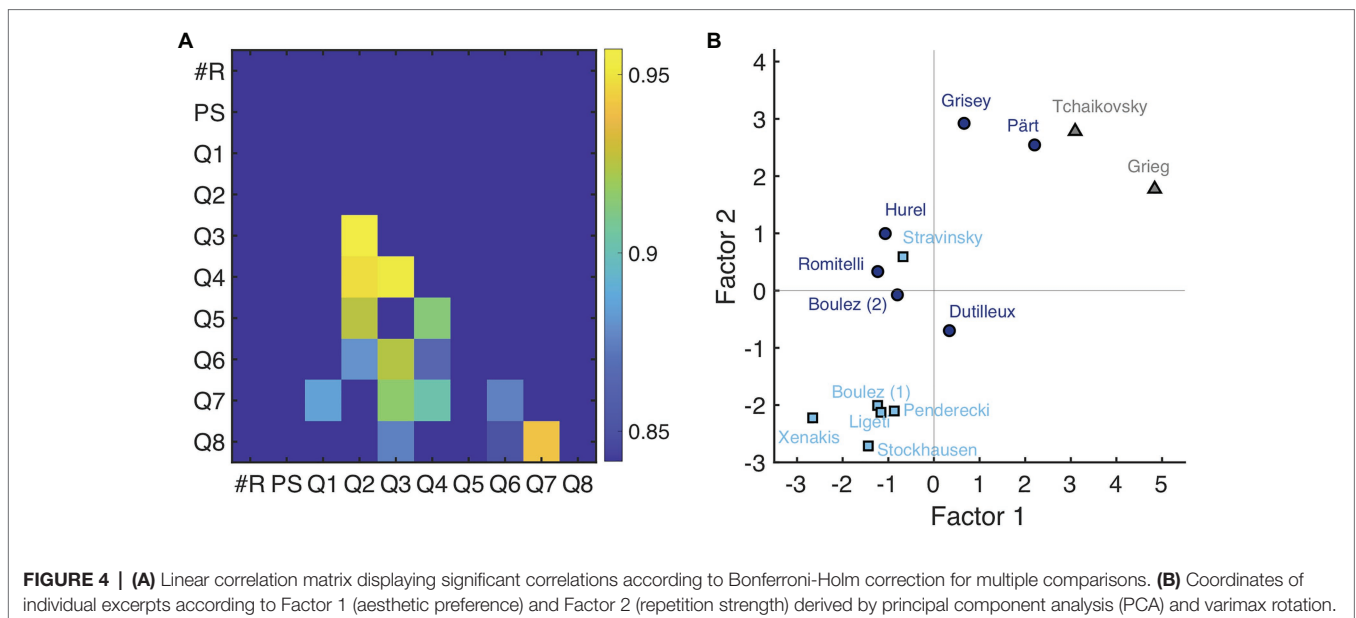 A
#R
PS
Q1
Q2
Q3
Q4
Q5
Q6
Q7
Q8
#R PS Q1 Q2 Q3 Q4 Q5 Q6 Q7 Q8
0.95
0.9
0.85
B
4
3
2
1
0
-1
-2
-3
Factor 2
Grisey
Tchaikovsky
Pärt
Grieg
Hurel
Stravinsky
Romitelli
Boulez (2)
Dutilleux
Boulez (1)
Penderecki
Ligeti
Xenakis
Stockhausen
-3 -2 -1 0 1 2 3 4 5
Factor 1
FIGURE 4 | (A) Linear correlation matrix displaying significant correlations according to Bonferroni-Holm correction for multiple comparisons. (B) Coordinates of
individual excerpts according to Factor 1 (aesthetic preference) and Factor 2 (repetition strength) derived by principal component analysis (PCA) and varimax rotation.